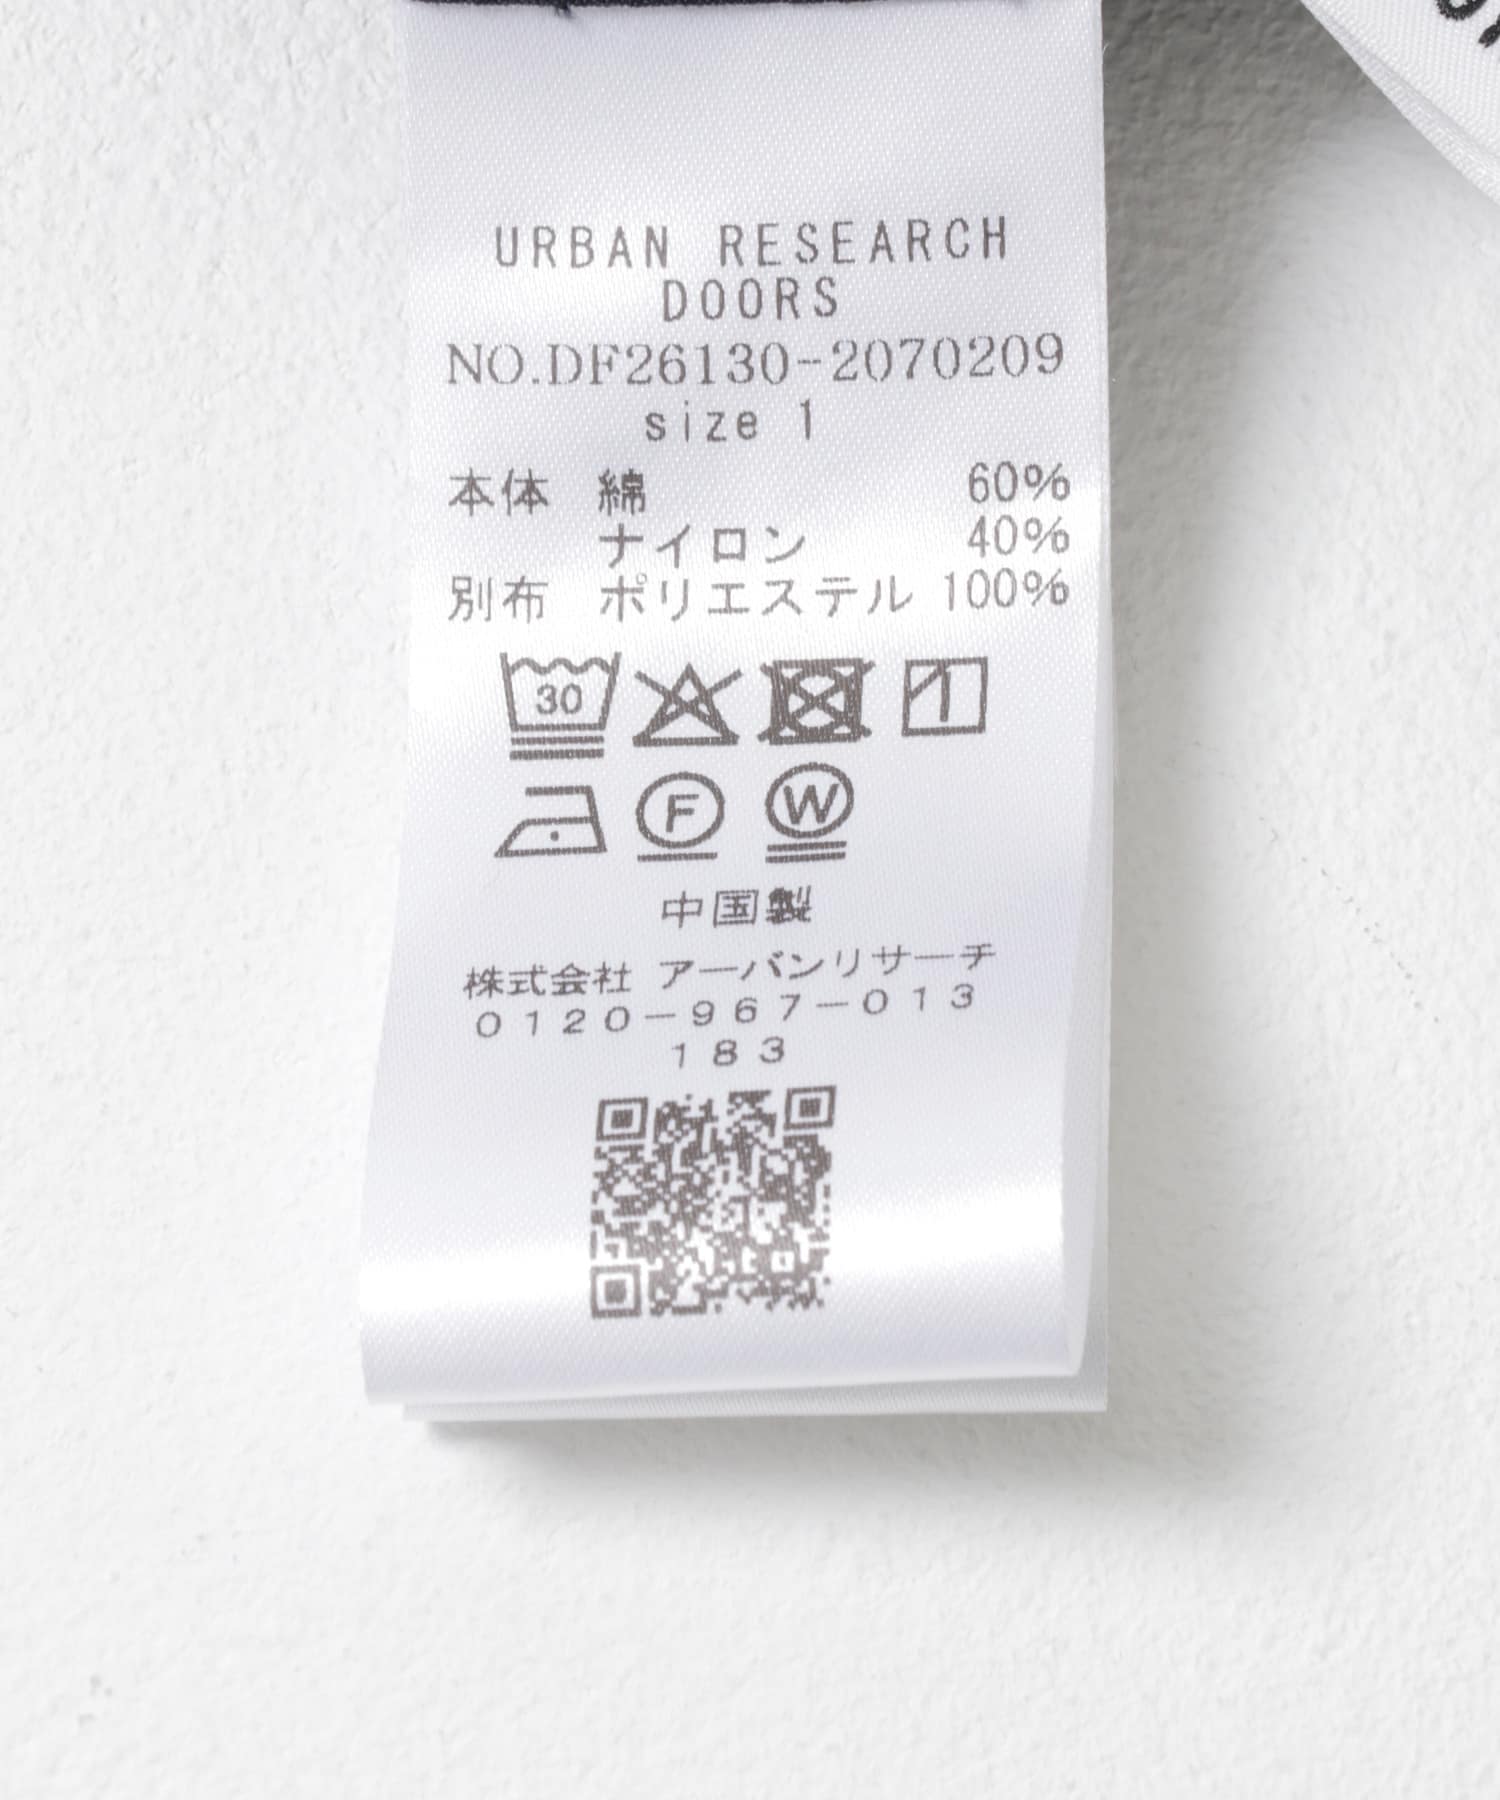 URBAN RESEARCH
DOORS
NO.DF26130-2070209
size 1
本体 綿 60%
ナイロン 40%
別布 ポリエステル 100%
30
F W
中国製
株式会社 アーバンリサーチ
0120-967-013
183